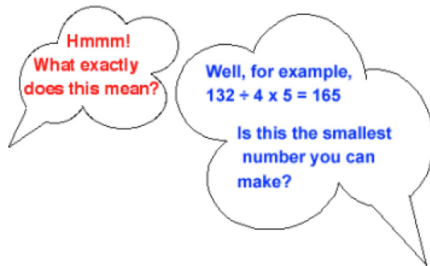 Hmmm!
What exactly
does this mean?
Well, for example,
132 ÷ 4 x 5 = 165
Is this the smallest
number you can
make?